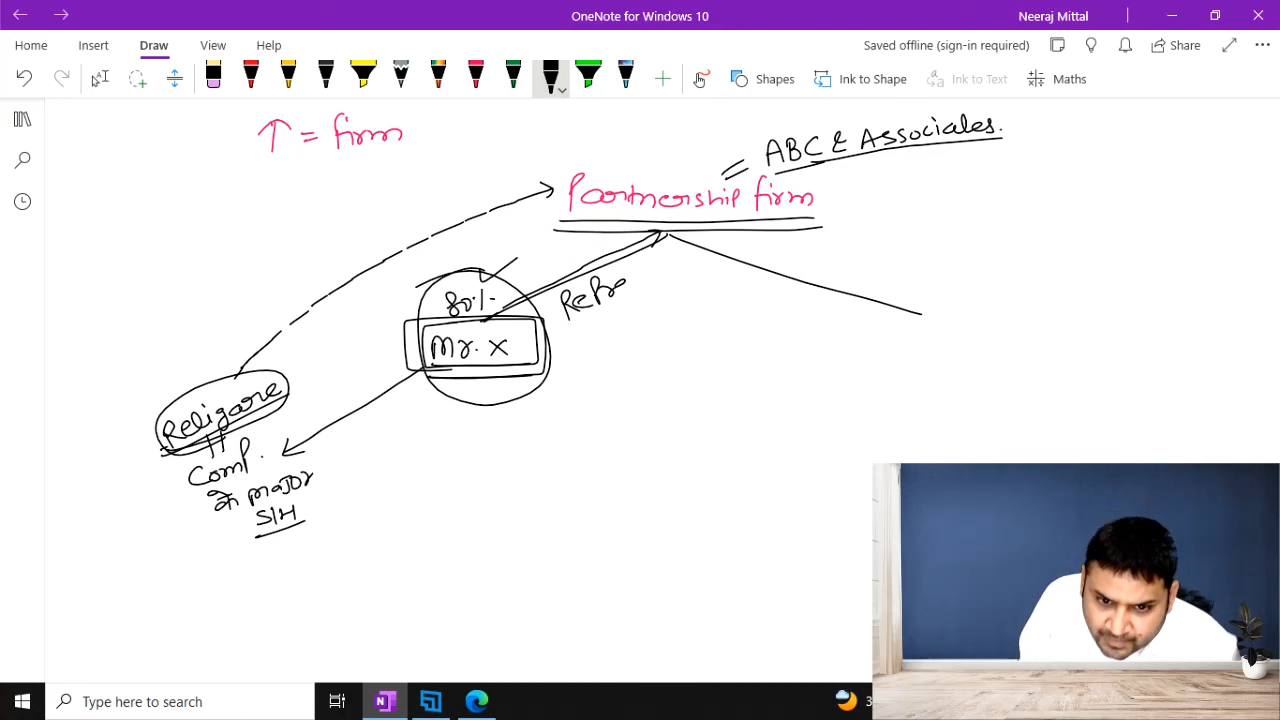 OneNote for Windows 10
Neeraj Mittal
Home Insert Draw View Help
Saved offline (sign-in required)
Share
Shapes
Ink to Shape
Ink to Text
Maths
↑ = firm
= ABC & Associates.
Partnership firm
80%
Mr. X
Refre
Religare
Comp.
के major
S/H
Type here to search
3